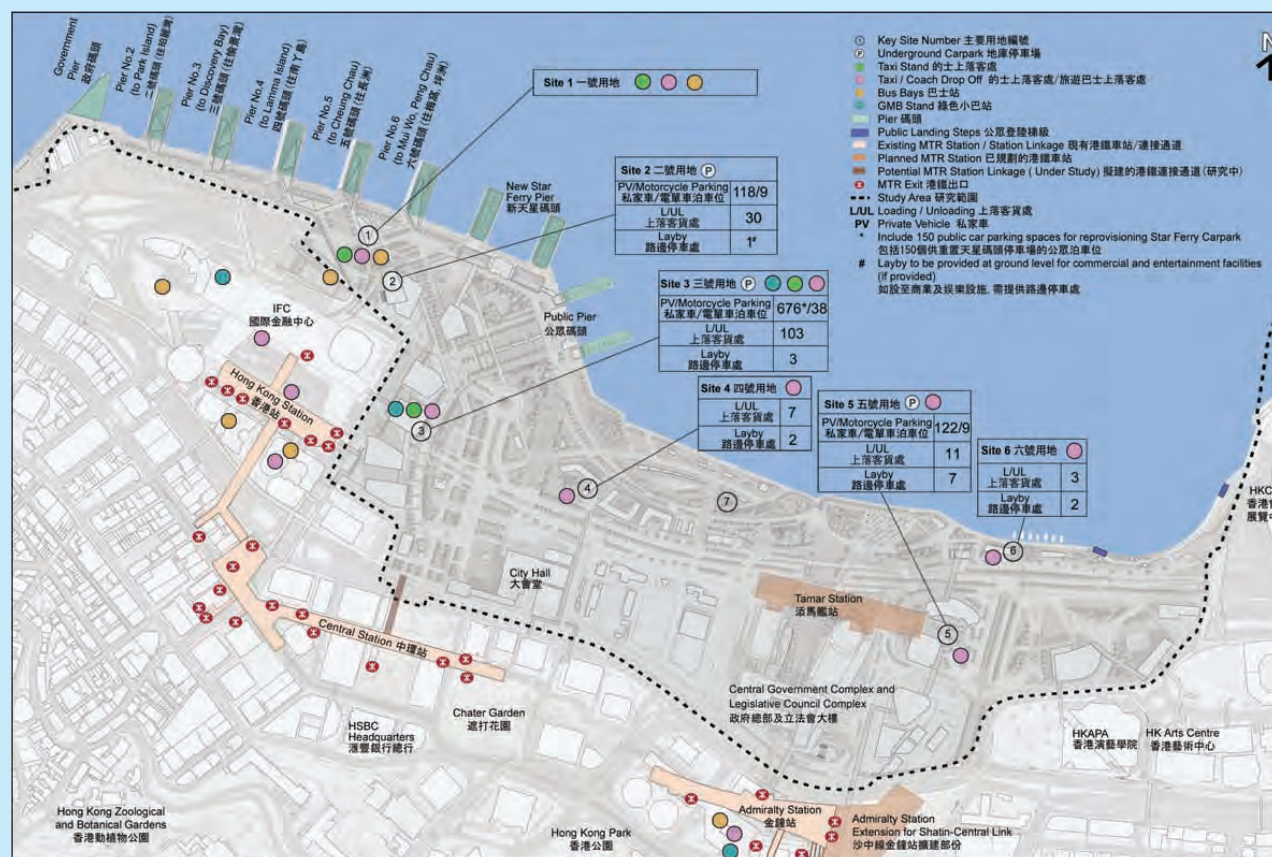 Government
Pier
政府碼頭
Pier No.2
(to Park Island)
二號碼頭 (往珀麗灣)
Pier No.3
(to Discovery Bay)
三號碼頭 (往愉景灣)
Pier No.4
(to Lamma Island)
四號碼頭 (往南丫島)
Pier No.5
(to Cheung Chau)
五號碼頭 (往長洲)
Pier No.6
(to Mui Wo, Peng Chau)
六號碼頭 (往梅窩, 坪洲)
New Star
Ferry Pier
新天星碼頭
Public Pier
公眾碼頭
Site 1 一號用地
Site 2 二號用地 P
PV/Motorcycle Parking
私家車/電單車泊車位
118/9
L/UL
上落客貨處
30
Layby
路邊停車處
1#
Site 3 三號用地 P
PV/Motorcycle Parking
私家車/電單車泊車位
676*/38
L/UL
上落客貨處
103
Layby
路邊停車處
3
Site 4 四號用地
L/UL
上落客貨處
7
Layby
路邊停車處
2
Site 5 五號用地 P
PV/Motorcycle Parking
私家車/電單車泊車位
122/9
L/UL
上落客貨處
11
Layby
路邊停車處
7
Site 6 六號用地
L/UL
上落客貨處
3
Layby
路邊停車處
2
N
1 Key Site Number 主要用地編號
P Underground Carpark 地庫停車場
Taxi Stand 的士上落客處
Taxi / Coach Drop Off 的士上落客處/旅遊巴士上落客處
Bus Bays 巴士站
GMB Stand 綠色小巴站
Pier 碼頭
Public Landing Steps 公眾登陸梯級
Existing MTR Station / Station Linkage 現有港鐵車站/連接通道
Planned MTR Station 已規劃的港鐵車站
Potential MTR Station Linkage ( Under Study) 擬建的港鐵連接通道(研究中)
MTR Exit 港鐵出口
Study Area 研究範圍
L/UL Loading / Unloading 上落客貨處
PV Private Vehicle 私家車
* Include 150 public car parking spaces for reprovisioning Star Ferry Carpark
包括150個供重置天星碼頭停車場的公眾泊車位
# Layby to be provided at ground level for commercial and entertainment facilities
(if provided)
如設至商業及娛樂設施, 需提供路邊停車處
1
2
3
4
5
6
7
IFC
國際金融中心
Hong Kong Station
香港站
City Hall
大會堂
Central Station 中環站
Tamar Station
添馬艦站
Central Government Complex and
Legislative Council Complex
政府總部及立法會大樓
Chater Garden
遮打花園
HSBC
Headquarters
滙豐銀行總行
HKAPA
香港演藝學院
HK Arts Centre
香港藝術中心
Hong Kong Zoological
and Botanical Gardens
香港動植物公園
Hong Kong Park
香港公園
Admiralty Station
金鐘站
Admiralty Station
Extension for Shatin-Central Link
沙中線金鐘站擴建部份